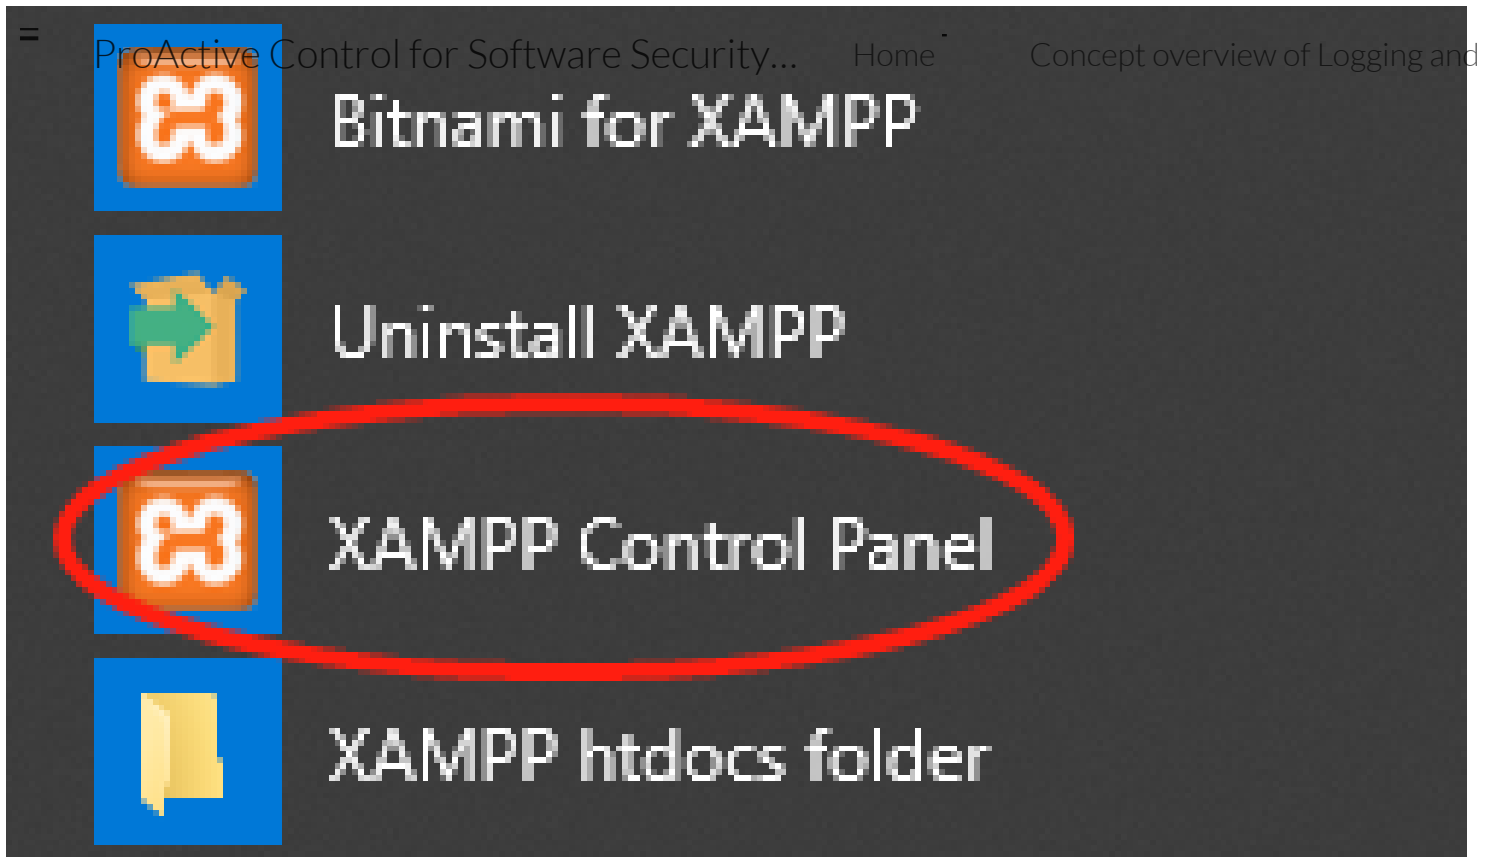 ProActive Control for Software Security...
Home
Concept overview of Logging and
Bitnami for XAMPP
Uninstall XAMPP
XAMPP Control Panel
XAMPP htdocs folder